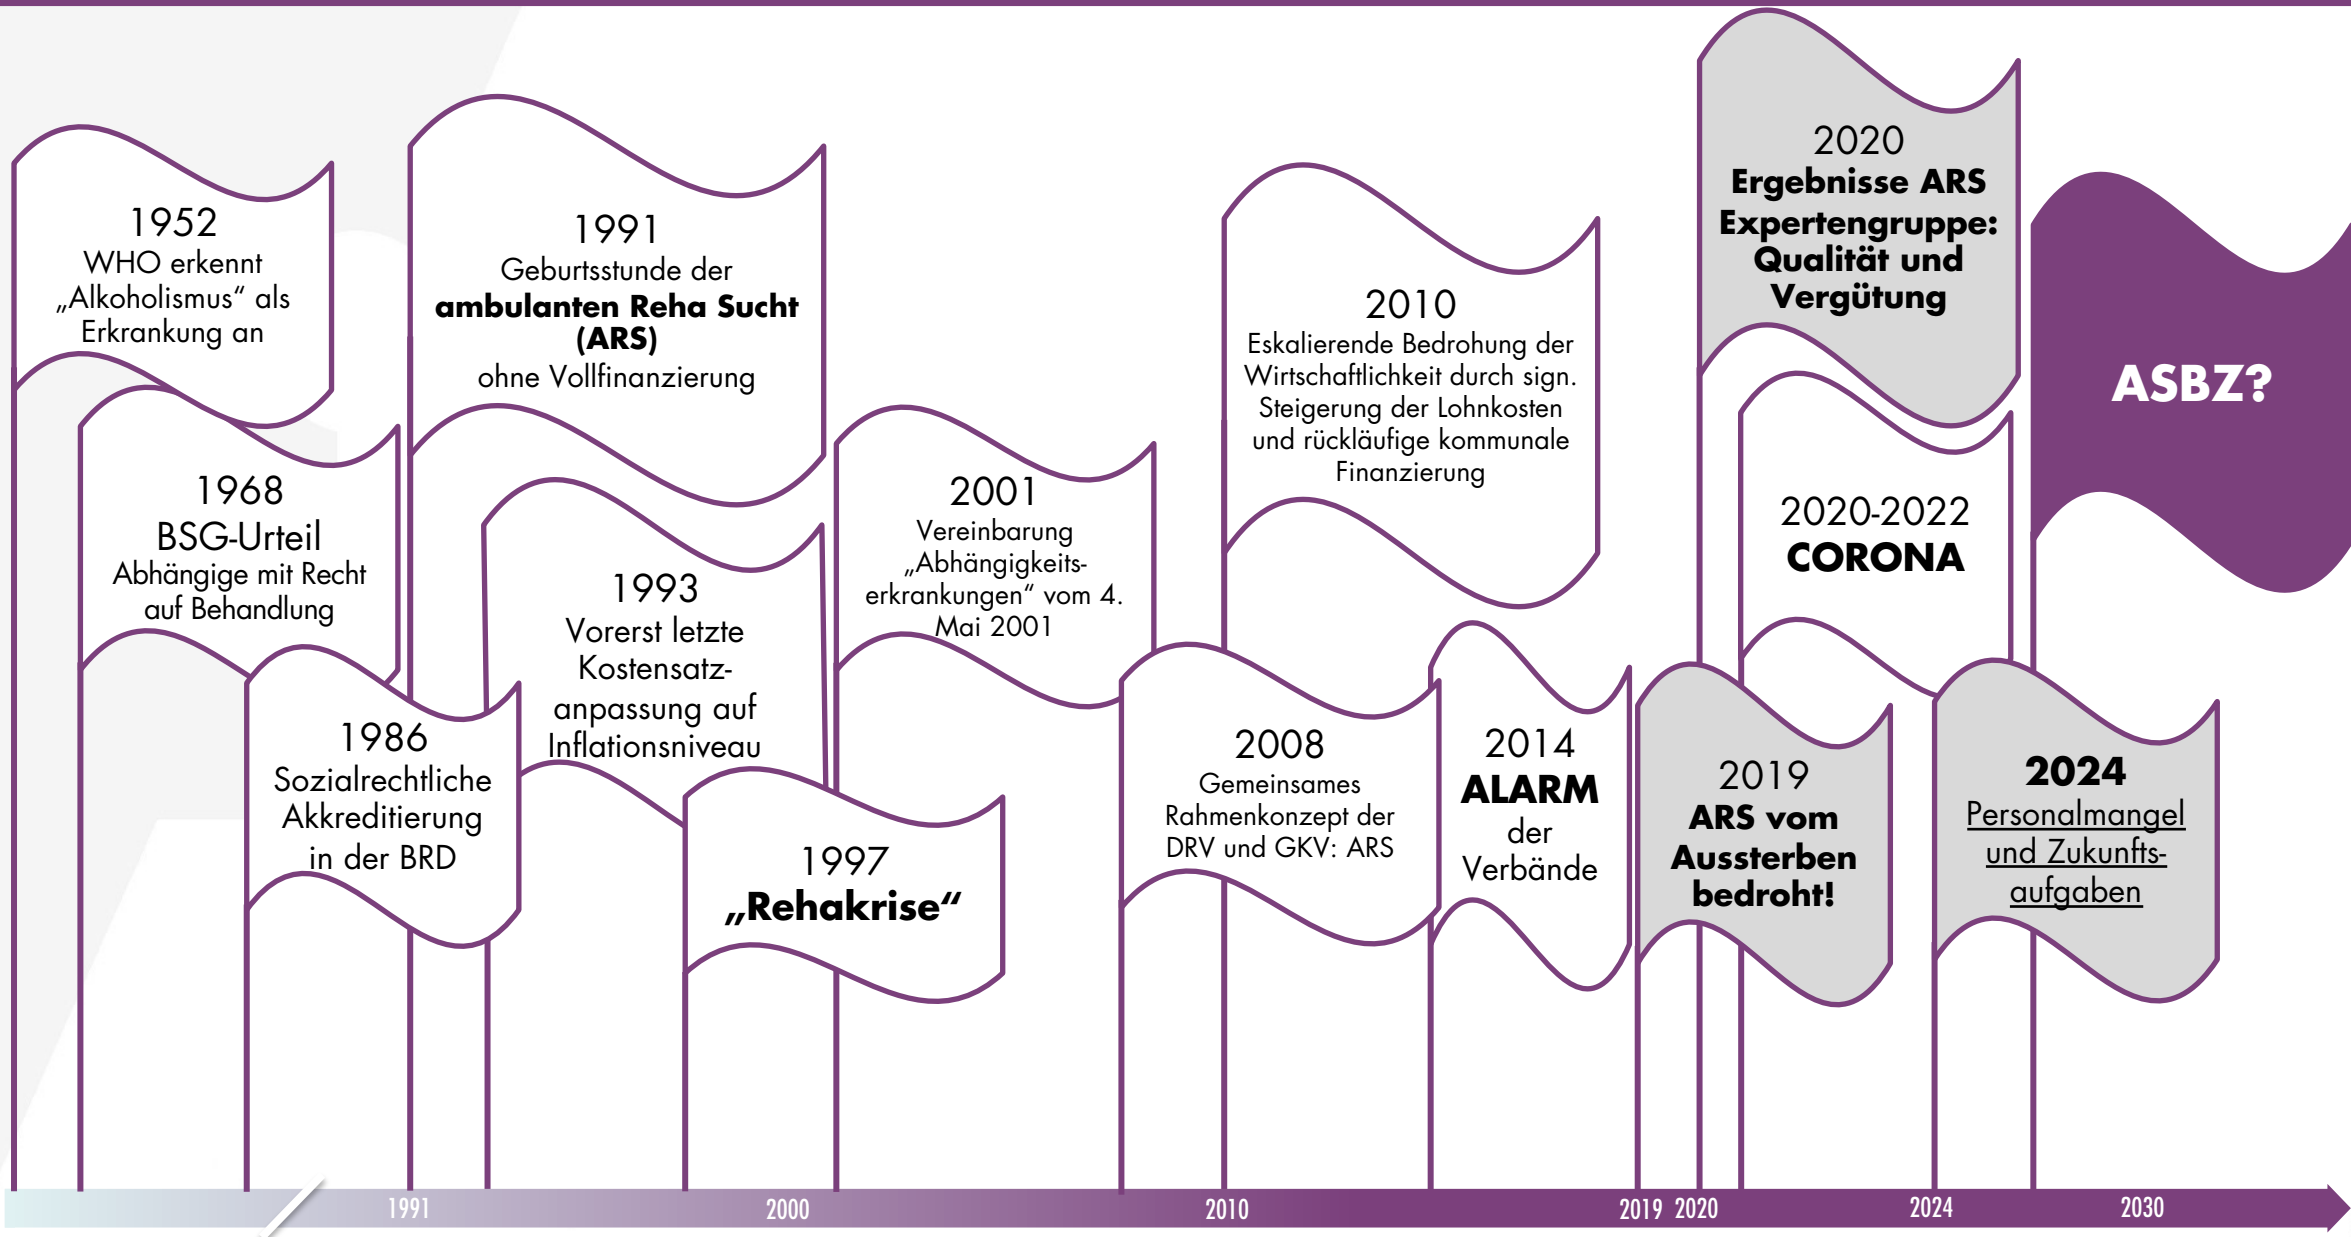 1952
WHO erkennt
„Alkoholismus“ als
Erkrankung an
1968
BSG-Urteil
Abhängige mit Recht
auf Behandlung
1986
Sozialrechtliche
Akkreditierung
in der BRD
1991
Geburtsstunde der
ambulanten Reha Sucht
(ARS)
ohne Vollfinanzierung
1993
Vorerst letzte
Kostensatz-
anpassung auf
Inflationsniveau
1997
„Rehakrise“
2001
Vereinbarung
„Abhängigkeits-
erkrankungen“ vom 4.
Mai 2001
2008
Gemeinsames
Rahmenkonzept der
DRV und GKV: ARS
2010
Eskalierende Bedrohung der
Wirtschaftlichkeit durch sign.
Steigerung der Lohnkosten
und rückläufige kommunale
Finanzierung
2014
ALARM
der
Verbände
2019
ARS vom
Aussterben
bedroht!
2020
Ergebnisse ARS
Expertengruppe:
Qualität und
Vergütung
2020-2022
CORONA
2024
Personalmangel
und Zukunfts-
aufgaben
ASBZ?
1991
2000
2010
2019
2020
2024
2030